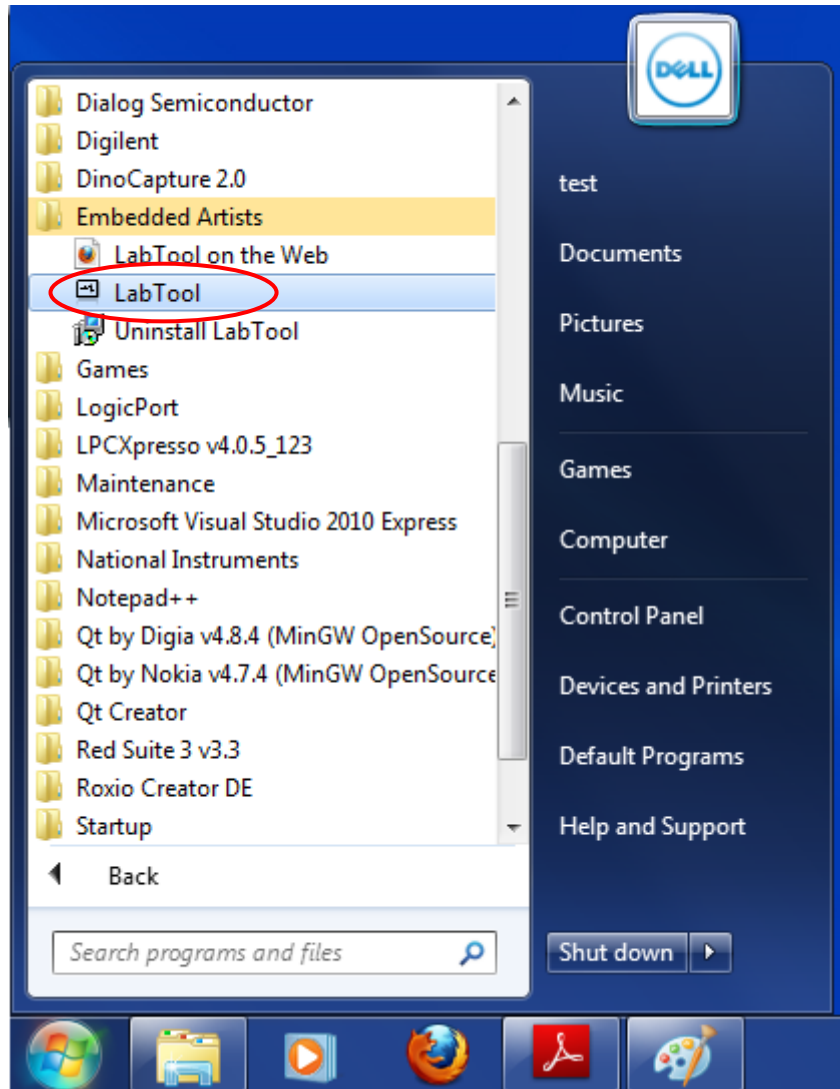 DELL
Dialog Semiconductor
Digilent
DinoCapture 2.0
Embedded Artists
LabTool on the Web
LabTool
Uninstall LabTool
Games
LogicPort
LPCXpresso v4.0.5_123
Maintenance
Microsoft Visual Studio 2010 Express
National Instruments
Notepad++
Qt by Digia v4.8.4 (MinGW OpenSource)
Qt by Nokia v4.7.4 (MinGW OpenSource
Qt Creator
Red Suite 3 v3.3
Roxio Creator DE
Startup
Back
Search programs and files
test
Documents
Pictures
Music
Games
Computer
Control Panel
Devices and Printers
Default Programs
Help and Support
Shut down